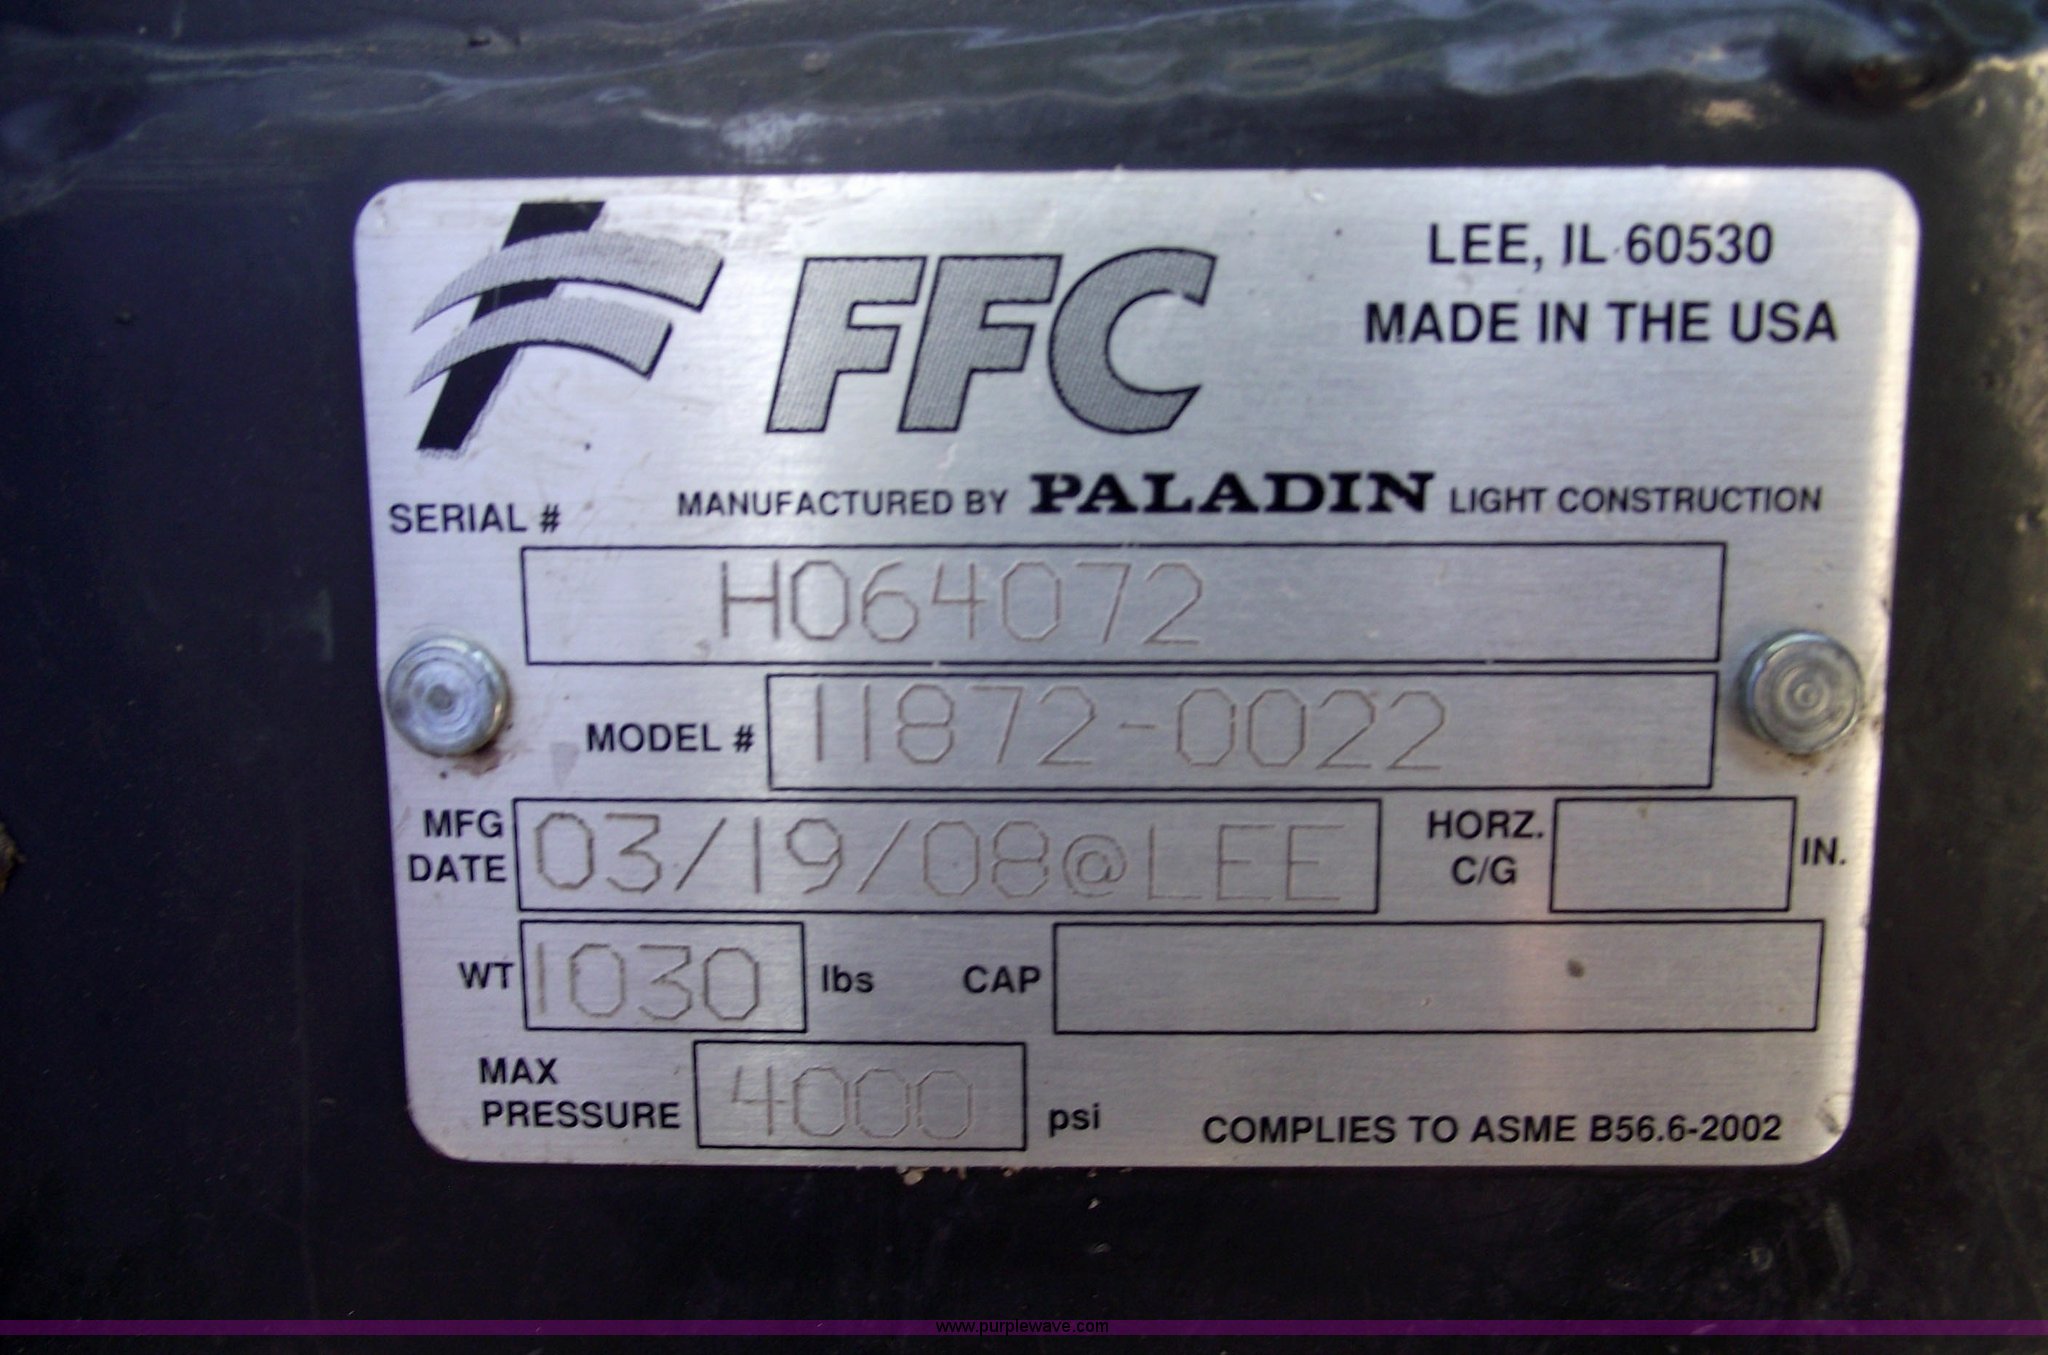 FFC
LEE, IL 60530
MADE IN THE USA
MANUFACTURED BY PALADIN LIGHT CONSTRUCTION
SERIAL #
H064072
MODEL # 11872-0022
MFG DATE 03/19/08@LEE
HORZ. C/G IN.
WT 1030 lbs CAP
MAX PRESSURE 4000 psi
COMPLIES TO ASME B56.6-2002
www.purplewave.com